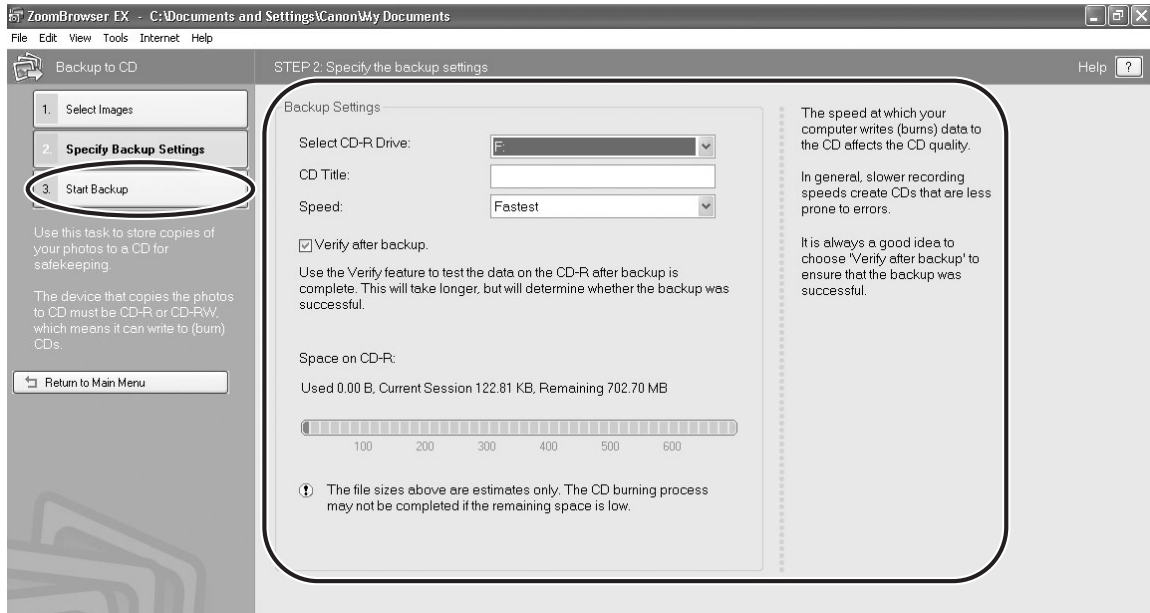 ZoomBrowser EX - C:\Documents and Settings\Canon\My Documents
File Edit View Tools Internet Help
Backup to CD
STEP 2: Specify the backup settings
Help ?
1. Select Images
2. Specify Backup Settings
3. Start Backup
Use this task to store copies of
your photos to a CD for
safekeeping.
The device that copies the photos
to CD must be CD-R or CD-RW,
which means it can write to (burn)
CDs.
Return to Main Menu
Backup Settings
Select CD-R Drive: F:
CD Title:
Speed: Fastest
Verify after backup.
Use the Verify feature to test the data on the CD-R after backup is
complete. This will take longer, but will determine whether the backup was
successful.
Space on CD-R:
Used 0.00 B, Current Session 122.81 KB, Remaining 702.70 MB
100 200 300 400 500 600
The file sizes above are estimates only. The CD burning process
may not be completed if the remaining space is low.
The speed at which your
computer writes (burns) data to
the CD affects the CD quality.
In general, slower recording
speeds create CDs that are less
prone to errors.
It is always a good idea to
choose 'Verify after backup' to
ensure that the backup was
successful.